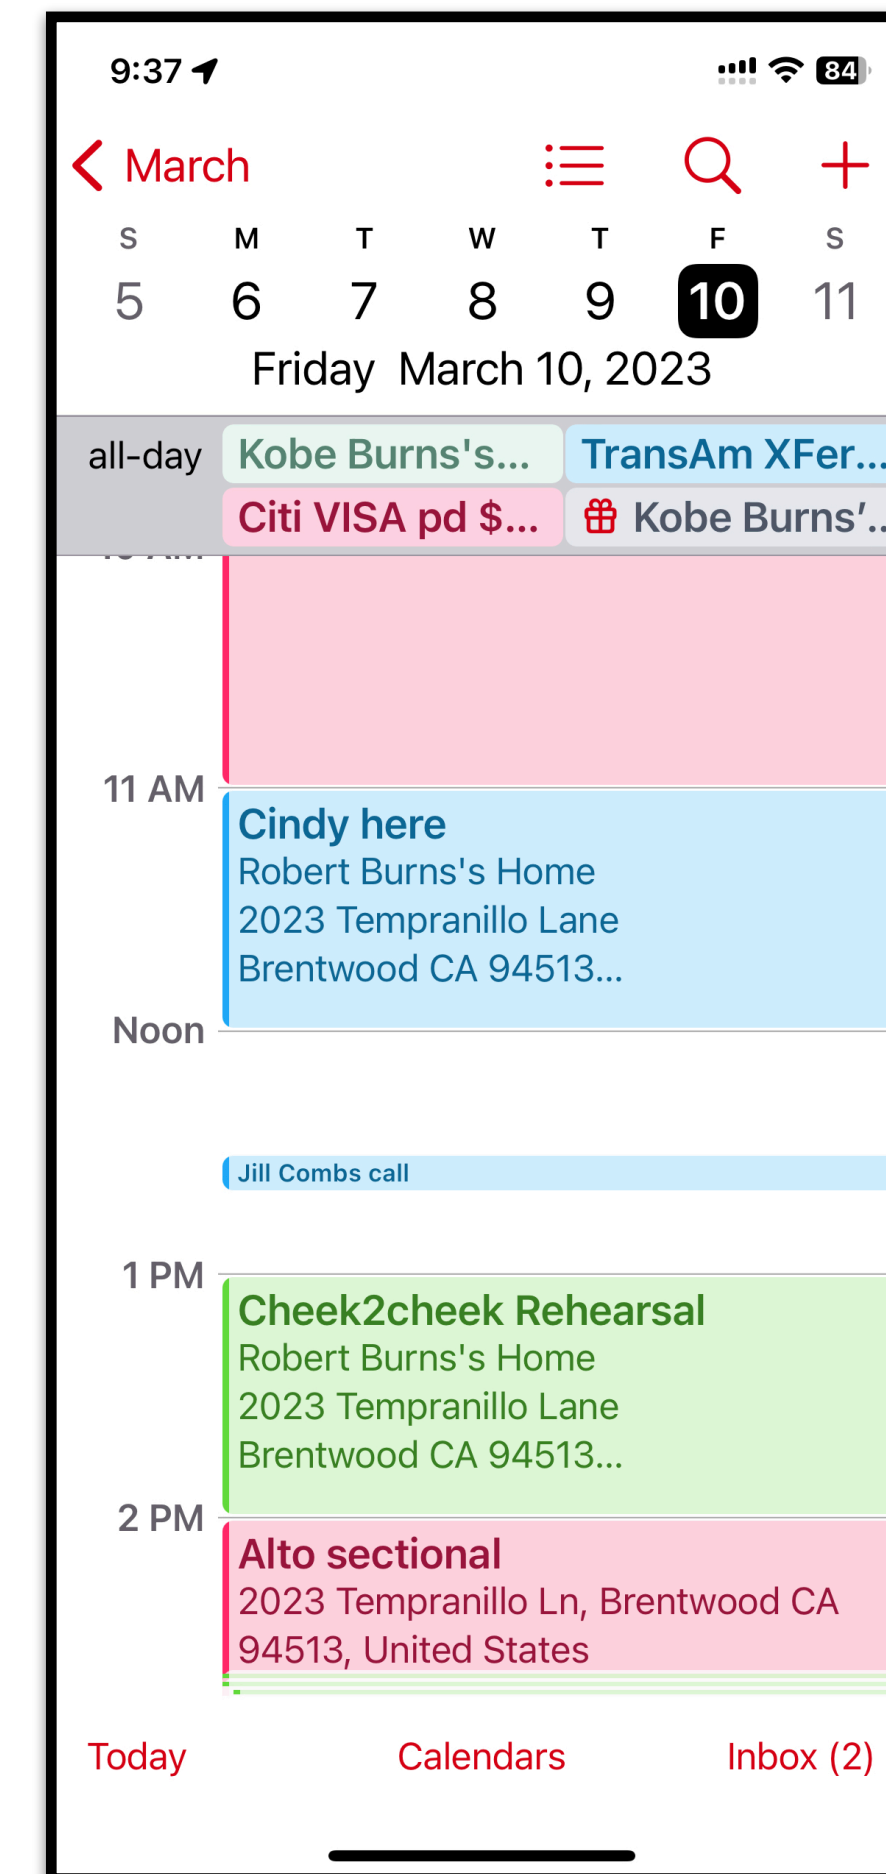 9:37 84
March
S M T W T F S
5 6 7 8 9 10 11
Friday March 10, 2023
all-day Kobe Burns's... TransAm XFer...
Citi VISA pd $... Kobe Burns’..
11 AM
Cindy here
Robert Burns's Home
2023 Tempranillo Lane
Brentwood CA 94513...
Noon
Jill Combs call
1 PM
Cheek2cheek Rehearsal
Robert Burns's Home
2023 Tempranillo Lane
Brentwood CA 94513...
2 PM
Alto sectional
2023 Tempranillo Ln, Brentwood CA
94513, United States
Today Calendars Inbox (2)